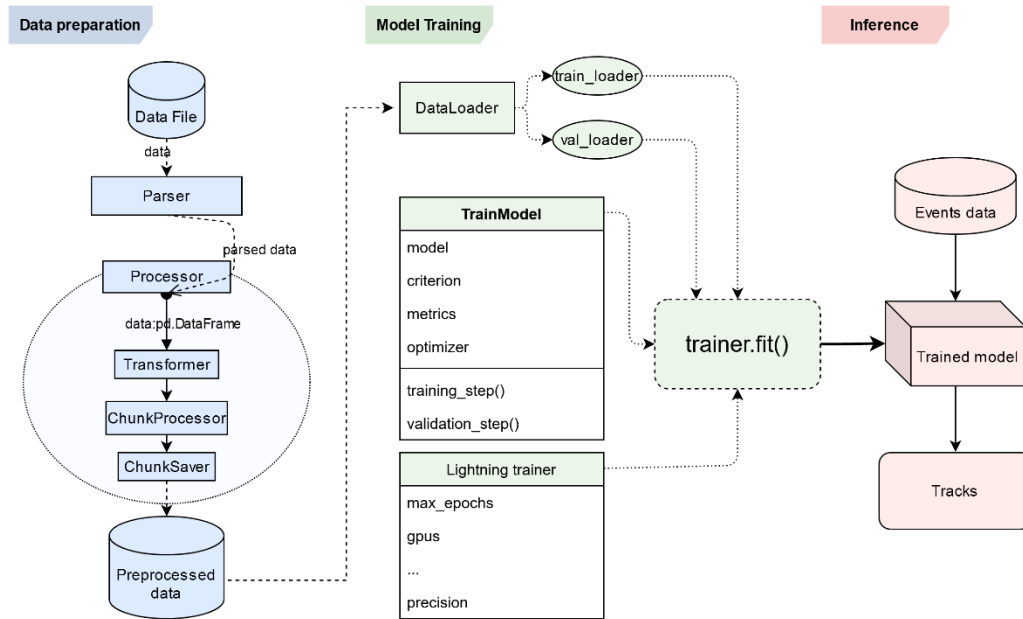 Data preparation
Data File
data
Parser
parsed data
Processor
data:pd.DataFrame
Transformer
ChunkProcessor
ChunkSaver
Preprocessed
data
Model Training
DataLoader
train_loader
val_loader
TrainModel
model
criterion
metrics
optimizer
training_step()
validation_step()
Lightning trainer
max_epochs
gpus
...
precision
trainer.fit()
Inference
Events data
Trained model
Tracks